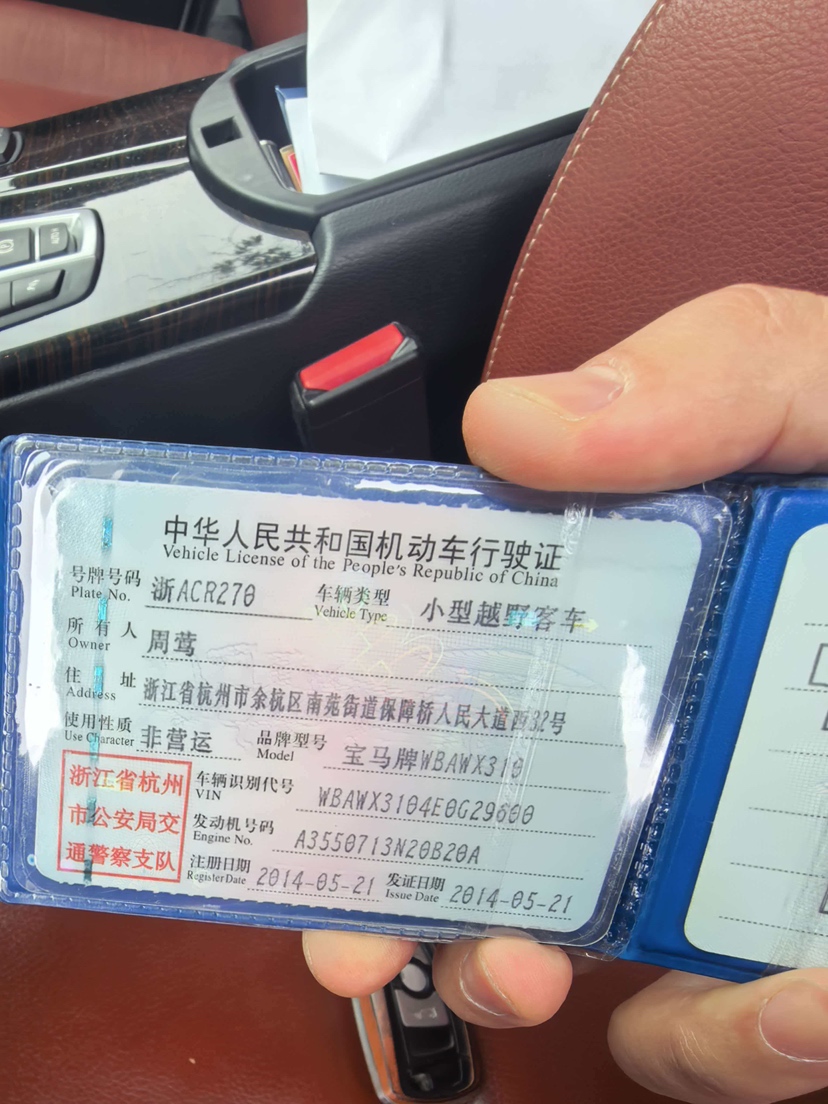 中华人民共和国机动车行驶证
Vehicle License of the People's Republic of China
号牌号码 浙ACR270 车辆类型 小型越野客车
Plate No. Vehicle Type
所有人 周莺
Owner
住址 浙江省杭州市余杭区南苑街道保障桥人民大道西32号
Address
使用性质 非营运 品牌型号 宝马牌WBAWX310
Use Character Model
浙江省杭州
市公安局交
通警察支队
车辆识别代号 WBAWX3104E0G29600
VIN
发动机号码 A3550713N20B20A
Engine No.
注册日期 2014-05-21 发证日期 2014-05-21
Register Date Issue Date